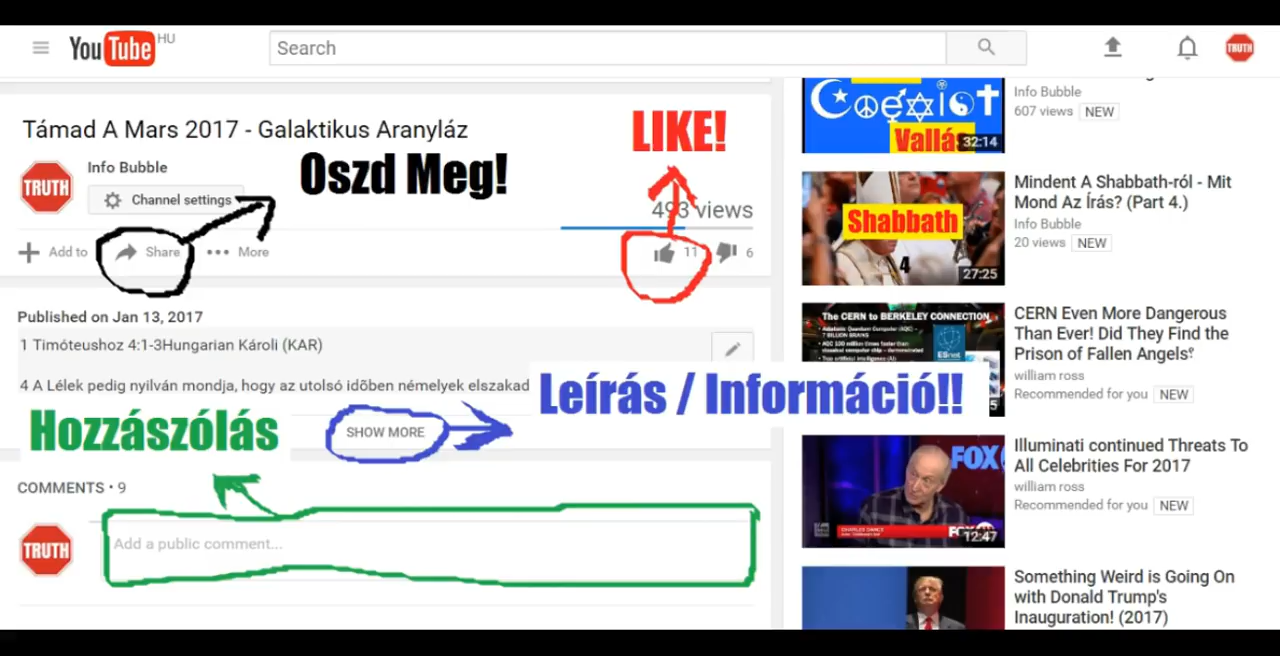 YouTube HU
Search
TRUTH
Támad A Mars 2017 - Galaktikus Aranyláz
TRUTH
Info Bubble
Channel settings
Oszd Meg!
LIKE!
493 views
Add to
Share
More
11
6
Published on Jan 13, 2017
1 Timóteushoz 4:1-3Hungarian Károli (KAR)
4 A Lélek pedig nyilván mondja, hogy az utolsó időben némelyek elszakad
Leírás / Információ!!
Hozzászólás
SHOW MORE
COMMENTS • 9
TRUTH
Add a public comment...
Vallás
32:14
Info Bubble
607 views NEW
Shabbath
4
27:25
Mindent A Shabbath-ról - Mit
Mond Az Írás? (Part 4.)
Info Bubble
20 views NEW
The CERN to BERKELEY CONNECTION
ESnet
CERN Even More Dangerous
Than Ever! Did They Find the
Prison of Fallen Angels‽
william ross
Recommended for you NEW
FOX
12:47
Illuminati continued Threats To
All Celebrities For 2017
william ross
Recommended for you NEW
Something Weird is Going On
with Donald Trump's
Inauguration! (2017)